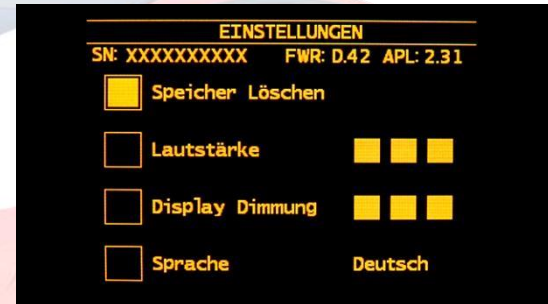 EINSTELLUNGEN
SN: XXXXXXXXXX FWR: D.42 APL: 2.31
Speicher Löschen
Lautstärke
Display Dimmung
Sprache Deutsch